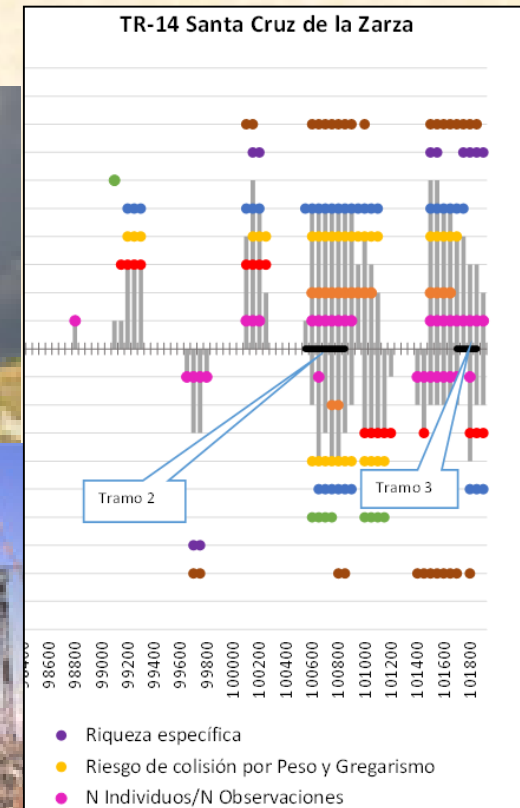 TR-14 Santa Cruz de la Zarza
Tramo 2
Tramo 3
98800
99000
99200
99400
99600
99800
100000
100200
100400
100600
100800
101000
101200
101400
101600
101800
Riqueza específica
Riesgo de colisión por Peso y Gregarismo
N Individuos/N Observaciones